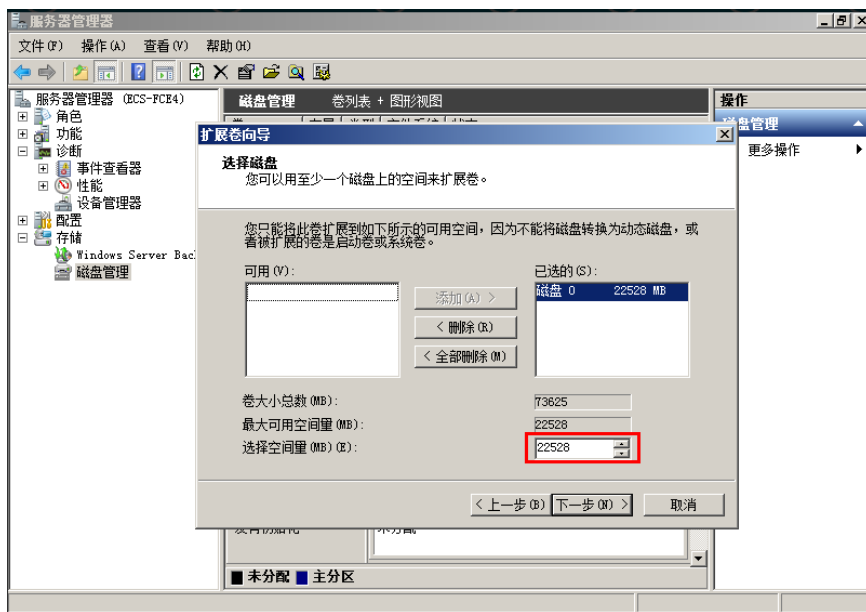 服务器管理器
文件(F) 操作(A) 查看(V) 帮助(H)
服务器管理器 (ECS-FCE4)
角色
功能
诊断
事件查看器
性能
设备管理器
配置
存储
Windows Server Bac
磁盘管理
磁盘管理 卷列表 + 图形视图
操作
磁盘管理
更多操作
扩展卷向导
选择磁盘
您可以用至少一个磁盘上的空间来扩展卷。
您只能将此卷扩展到如下所示的可用空间，因为不能将磁盘转换为动态磁盘，或
者被扩展的卷是启动卷或系统卷。
可用(V):
已选的(S):
磁盘 0 22528 MB
添加(A) >
< 删除(R)
< 全部删除(M)
卷大小总数(MB): 73625
最大可用空间量(MB): 22528
选择空间量(MB)(E): 22528
< 上一步(B) 下一步(N) > 取消
未分配 主分区